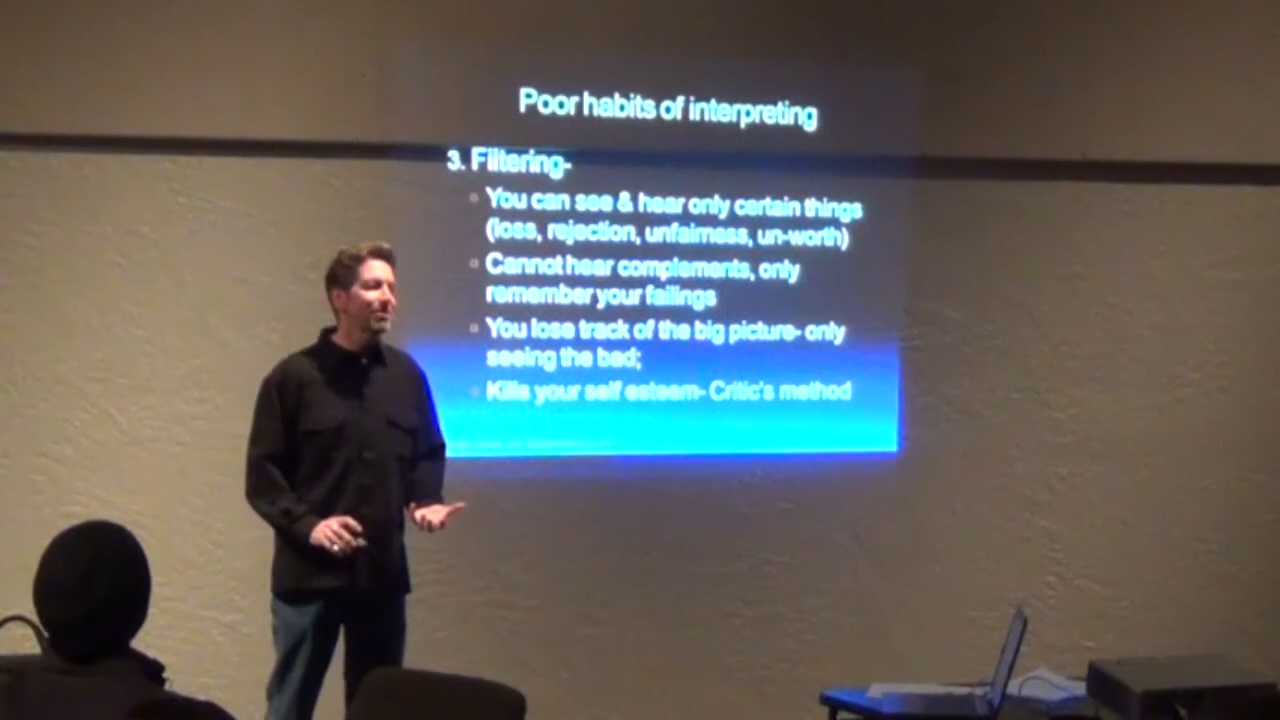 Poor habits of interpreting
3. Filtering-
You can see & hear only certain things
(loss, rejection, unfairness, un-worth)
Cannot hear complements, only
remember your failings
You lose track of the big picture- only
seeing the bad;
Kills your self esteem- Critic's method